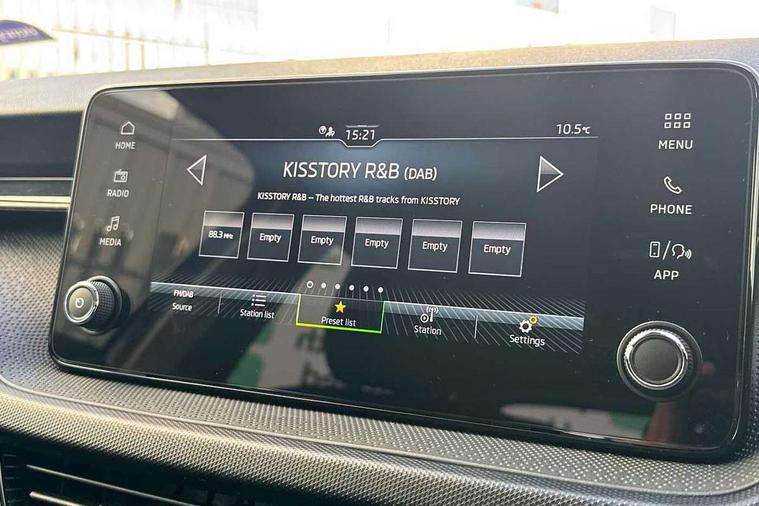 HOME
RADIO
MEDIA
15:21
10.5°C
KISSTORY R&B (DAB)
KISSTORY R&B – The hottest R&B tracks from KISSTORY
88.3 MHz
Empty
Empty
Empty
Empty
Empty
FM/DAB
Source
Station list
Preset list
Station
Settings
MENU
PHONE
APP